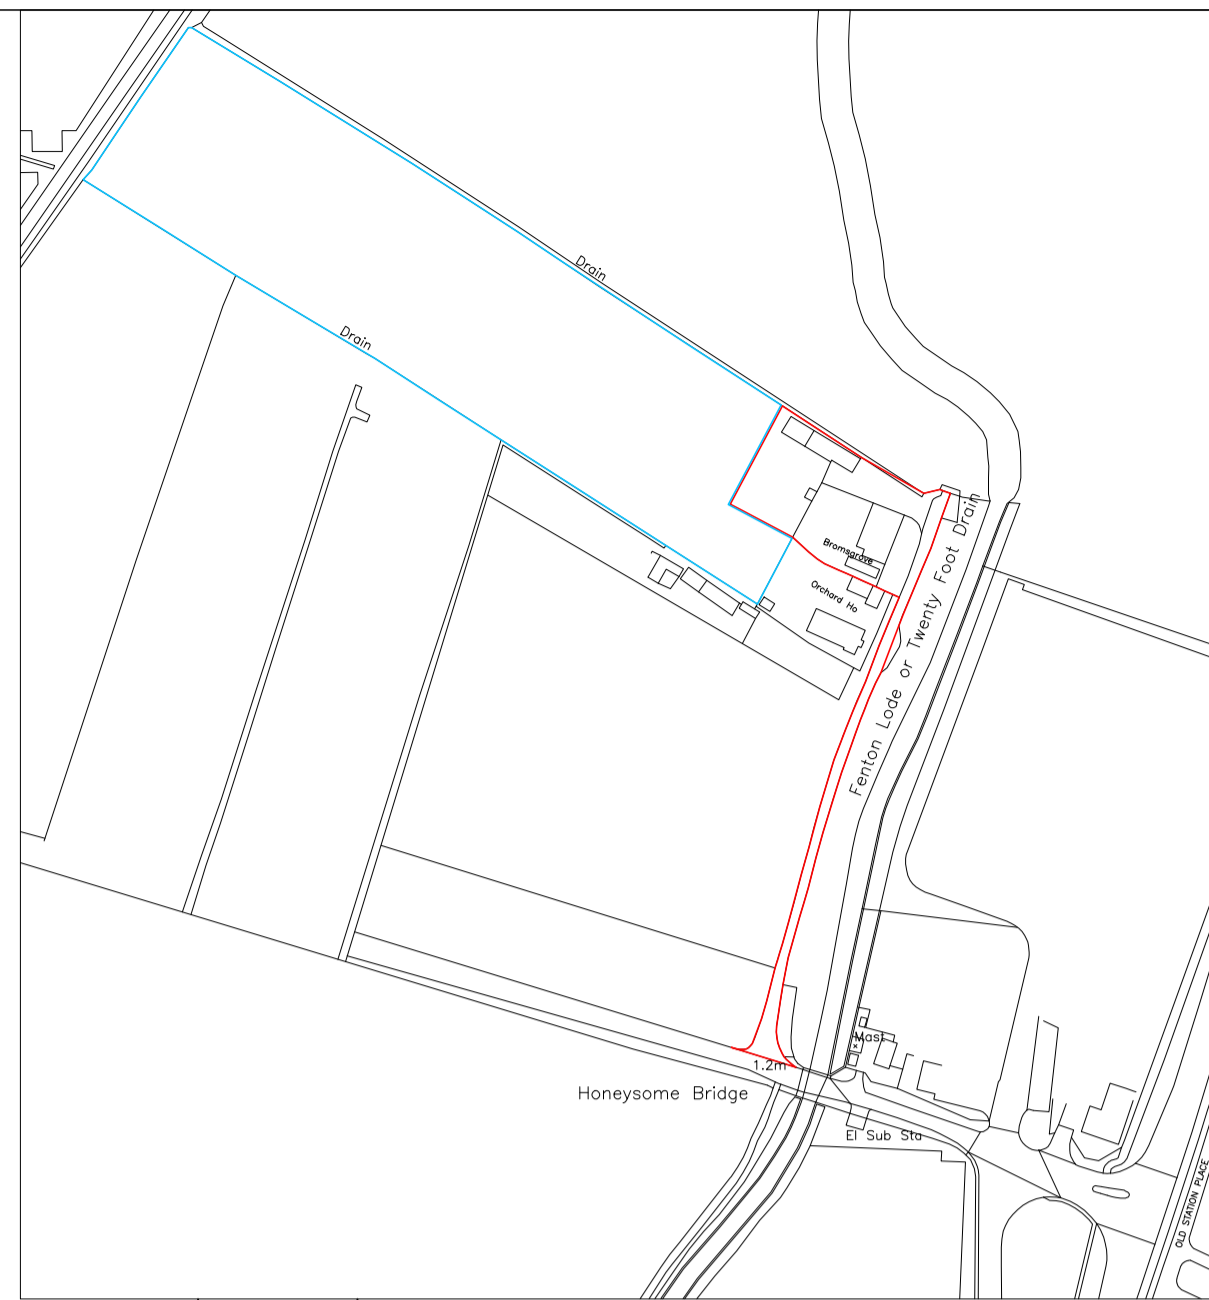 Drain
Drain
Bromsgrove
Orchard Ho
Fenton Lode or Twenty Foot Drain
Mast
1.2m
Honeysome Bridge
El Sub Sta
OLD STATION PLACE